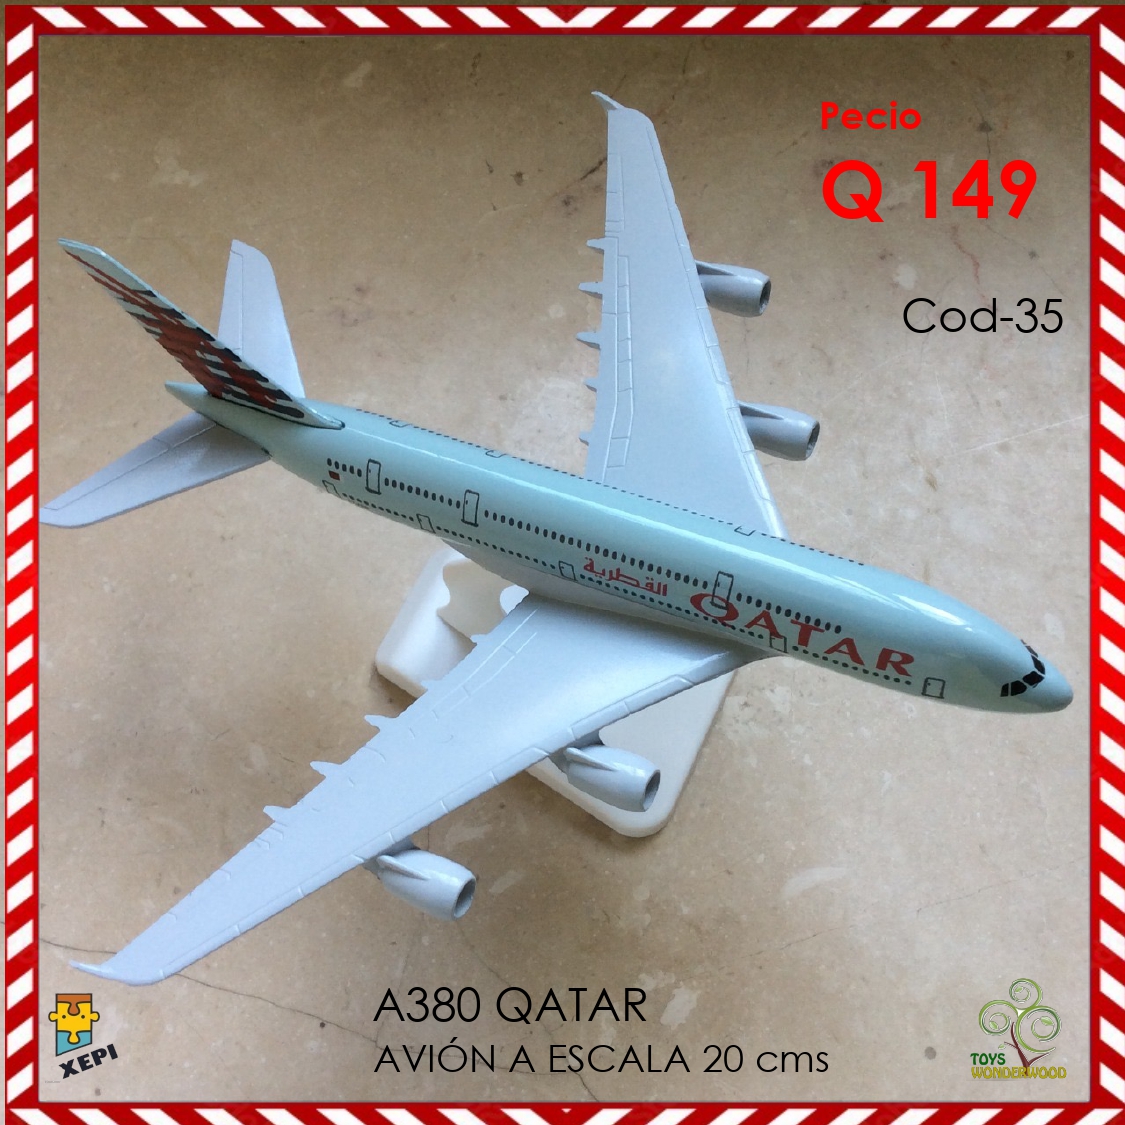 Pecio
Q 149
Cod-35
القطرية
QATAR
A380 QATAR
AVIÓN A ESCALA 20 cms
XEPI
TOYS
WONDERWOOD